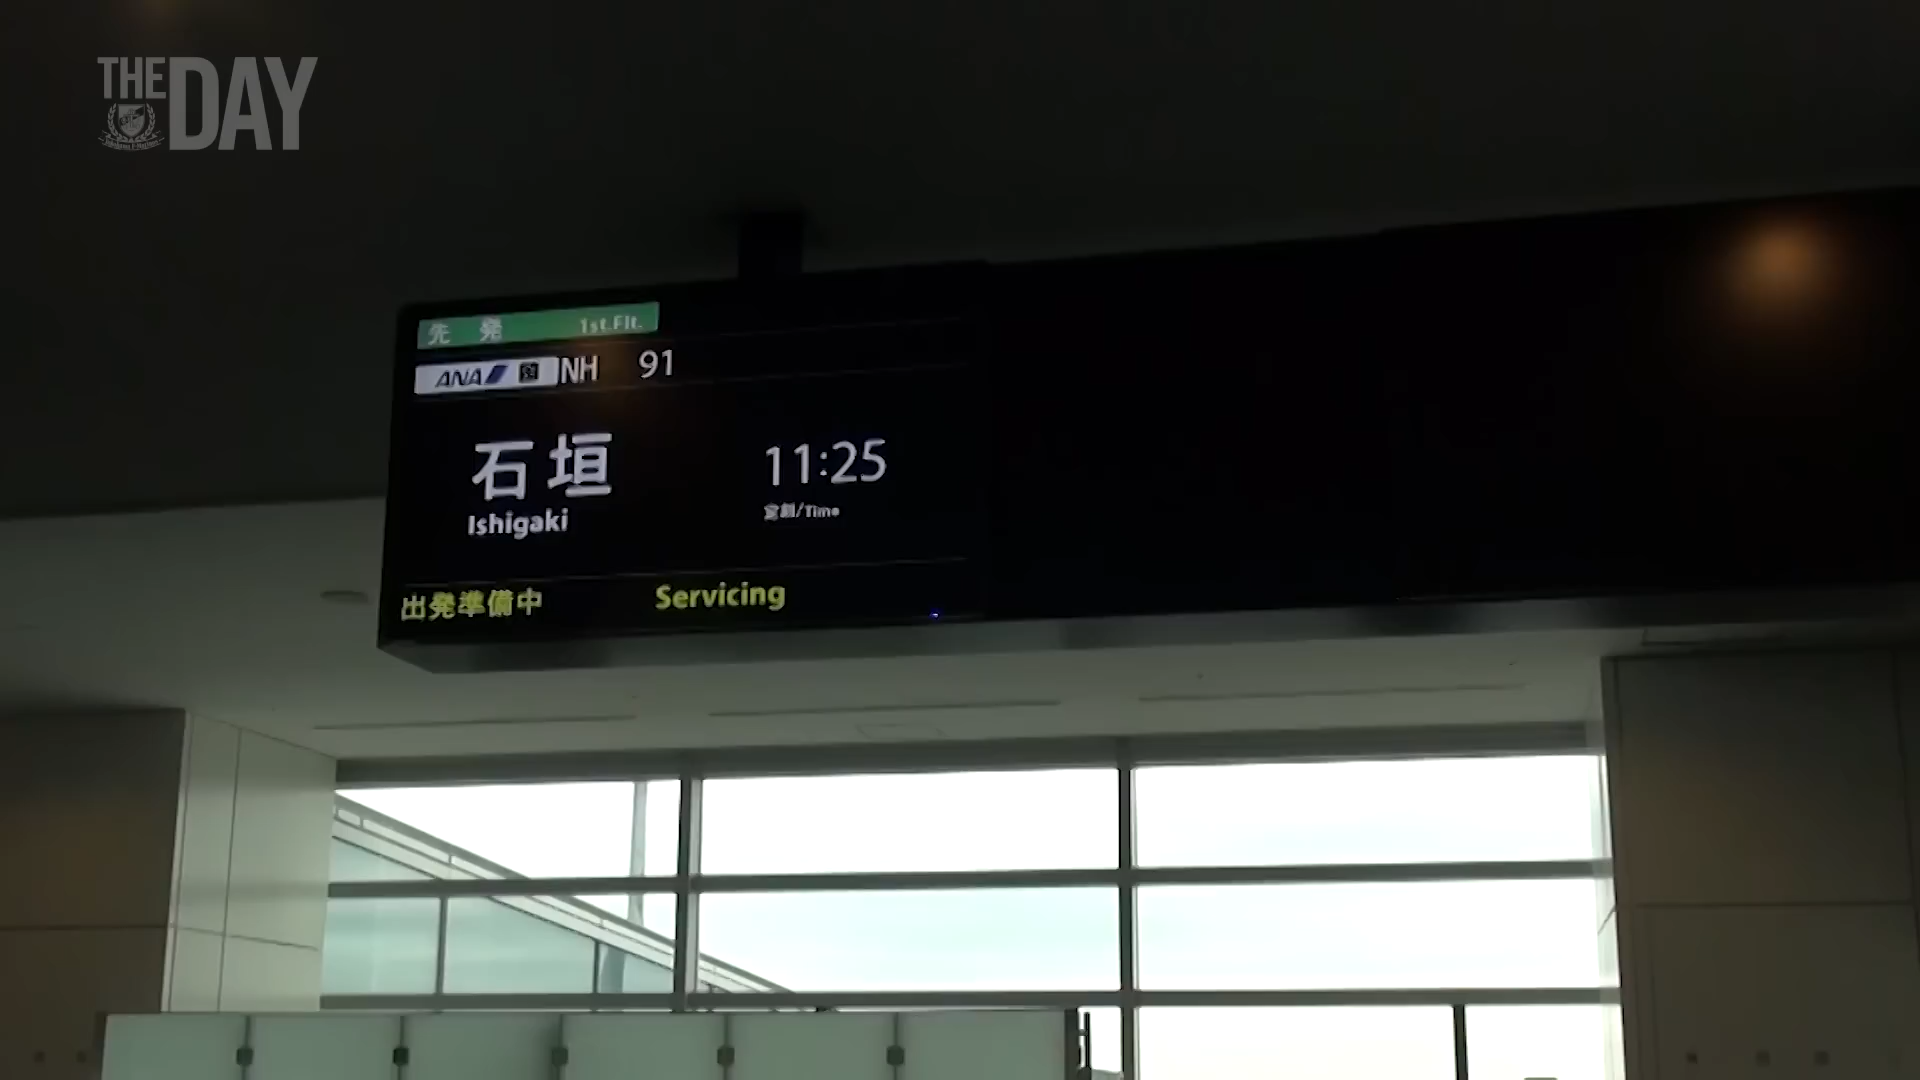 THE DAY
先発 1st.Flt.
ANA NH 91
石垣 11:25
Ishigaki 定刻/Time
出発準備中 Servicing